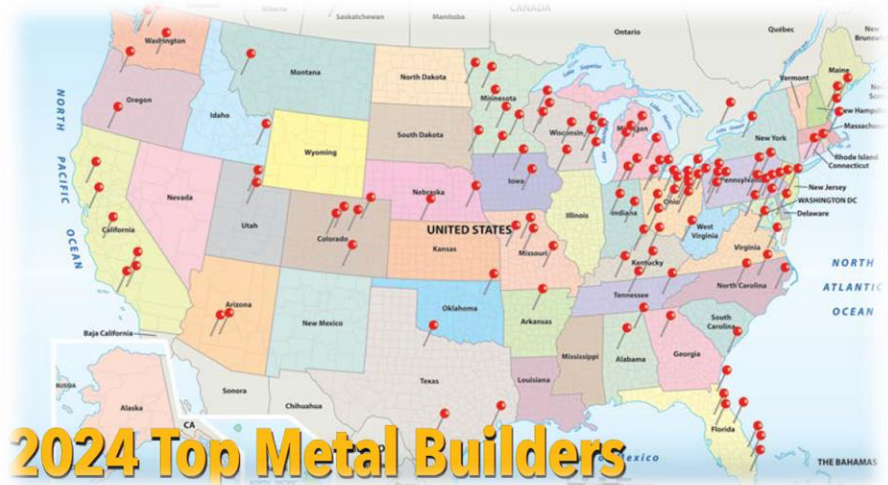 CANADA
Saskatchewan
Manitoba
Ontario
Québec
Washington
Montana
North Dakota
Minnesota
Lake Superior
Vermont
Maine
Oregon
Idaho
South Dakota
Wisconsin
Michigan
New York
New Hampshire
Wyoming
Rhode Island
Connecticut
NORTH
PACIFIC
OCEAN
Nevada
Utah
Nebraska
Iowa
Illinois
Indiana
Ohio
Pennsylvania
New Jersey
WASHINGTON DC
Delaware
California
Colorado
UNITED STATES
Kansas
Missouri
West
Virginia
Virginia
Kentucky
NORTH
ATLANTIC
OCEAN
Arizona
New Mexico
Oklahoma
Arkansas
Tennessee
North Carolina
South
Carolina
Baja California
Mississippi
Alabama
Georgia
Texas
Louisiana
RUSSIA
Alaska
Sonora
Chihuahua
CA
Florida
Mexico
THE BAHAMAS
2024 Top Metal Builders